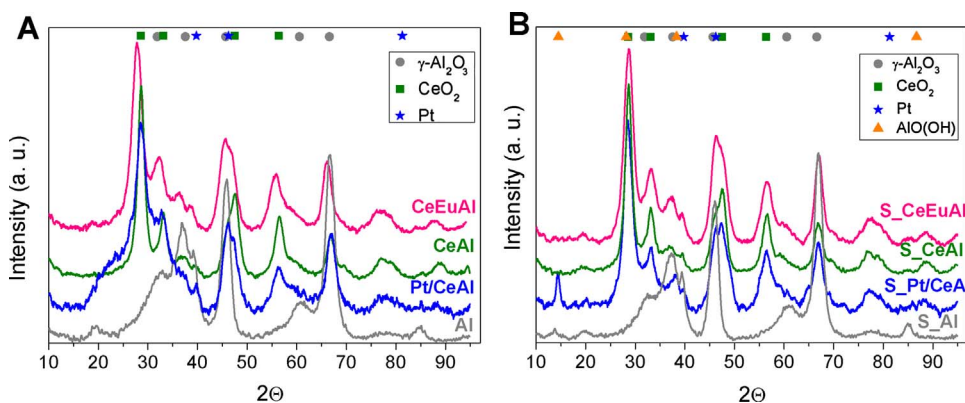 A
γ-Al2O3
CeO2
Pt
Intensity (a. u.)
CeEuAl
CeAl
Pt/CeAl
Al
10 20 30 40 50 60 70 80 90
2Θ
B
γ-Al2O3
CeO2
Pt
AlO(OH)
Intensity (a. u.)
S_CeEuAl
S_CeAl
S_Pt/CeAl
S_Al
10 20 30 40 50 60 70 80 90
2Θ